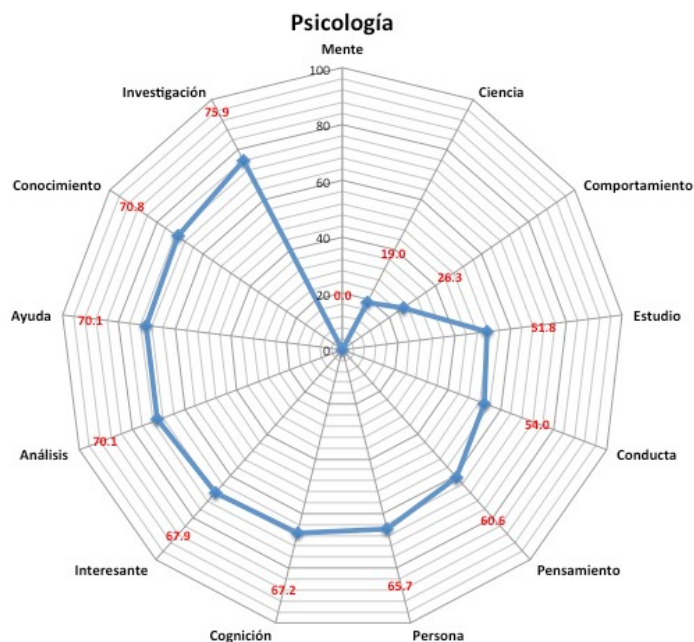 Psicología
Mente
100
80
60
40
20
0
Ciencia
Comportamiento
Estudio
Conducta
Pensamiento
Persona
Cognición
Interesante
Análisis
Ayuda
Conocimiento
Investigación
0.0
19.0
26.3
51.8
54.0
60.6
65.7
67.2
67.9
70.1
70.1
70.8
75.9